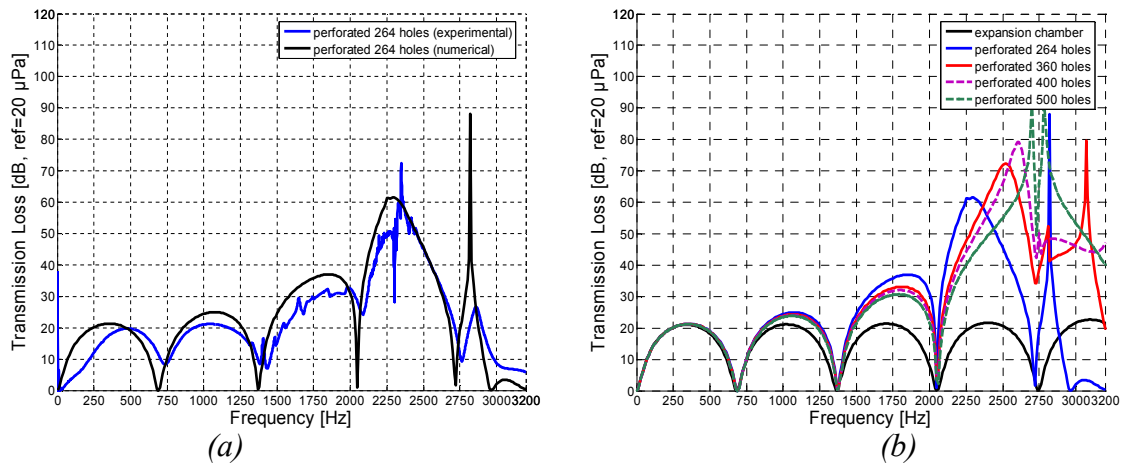 120
110
100
90
80
70
60
50
40
30
20
10
0
Transmission Loss [dB, ref=20 µPa]
perforated 264 holes (experimental)
perforated 264 holes (numerical)
0 250 500 750 1000 1250 1500 1750 2000 2250 2500 2750 3000 3200
Frequency [Hz]
(a)
120
110
100
90
80
70
60
50
40
30
20
10
0
Transmission Loss [dB, ref=20 µPa]
expansion chamber
perforated 264 holes
perforated 360 holes
perforated 400 holes
perforated 500 holes
0 250 500 750 1000 1250 1500 1750 2000 2250 2500 2750 3000 3200
Frequency [Hz]
(b)